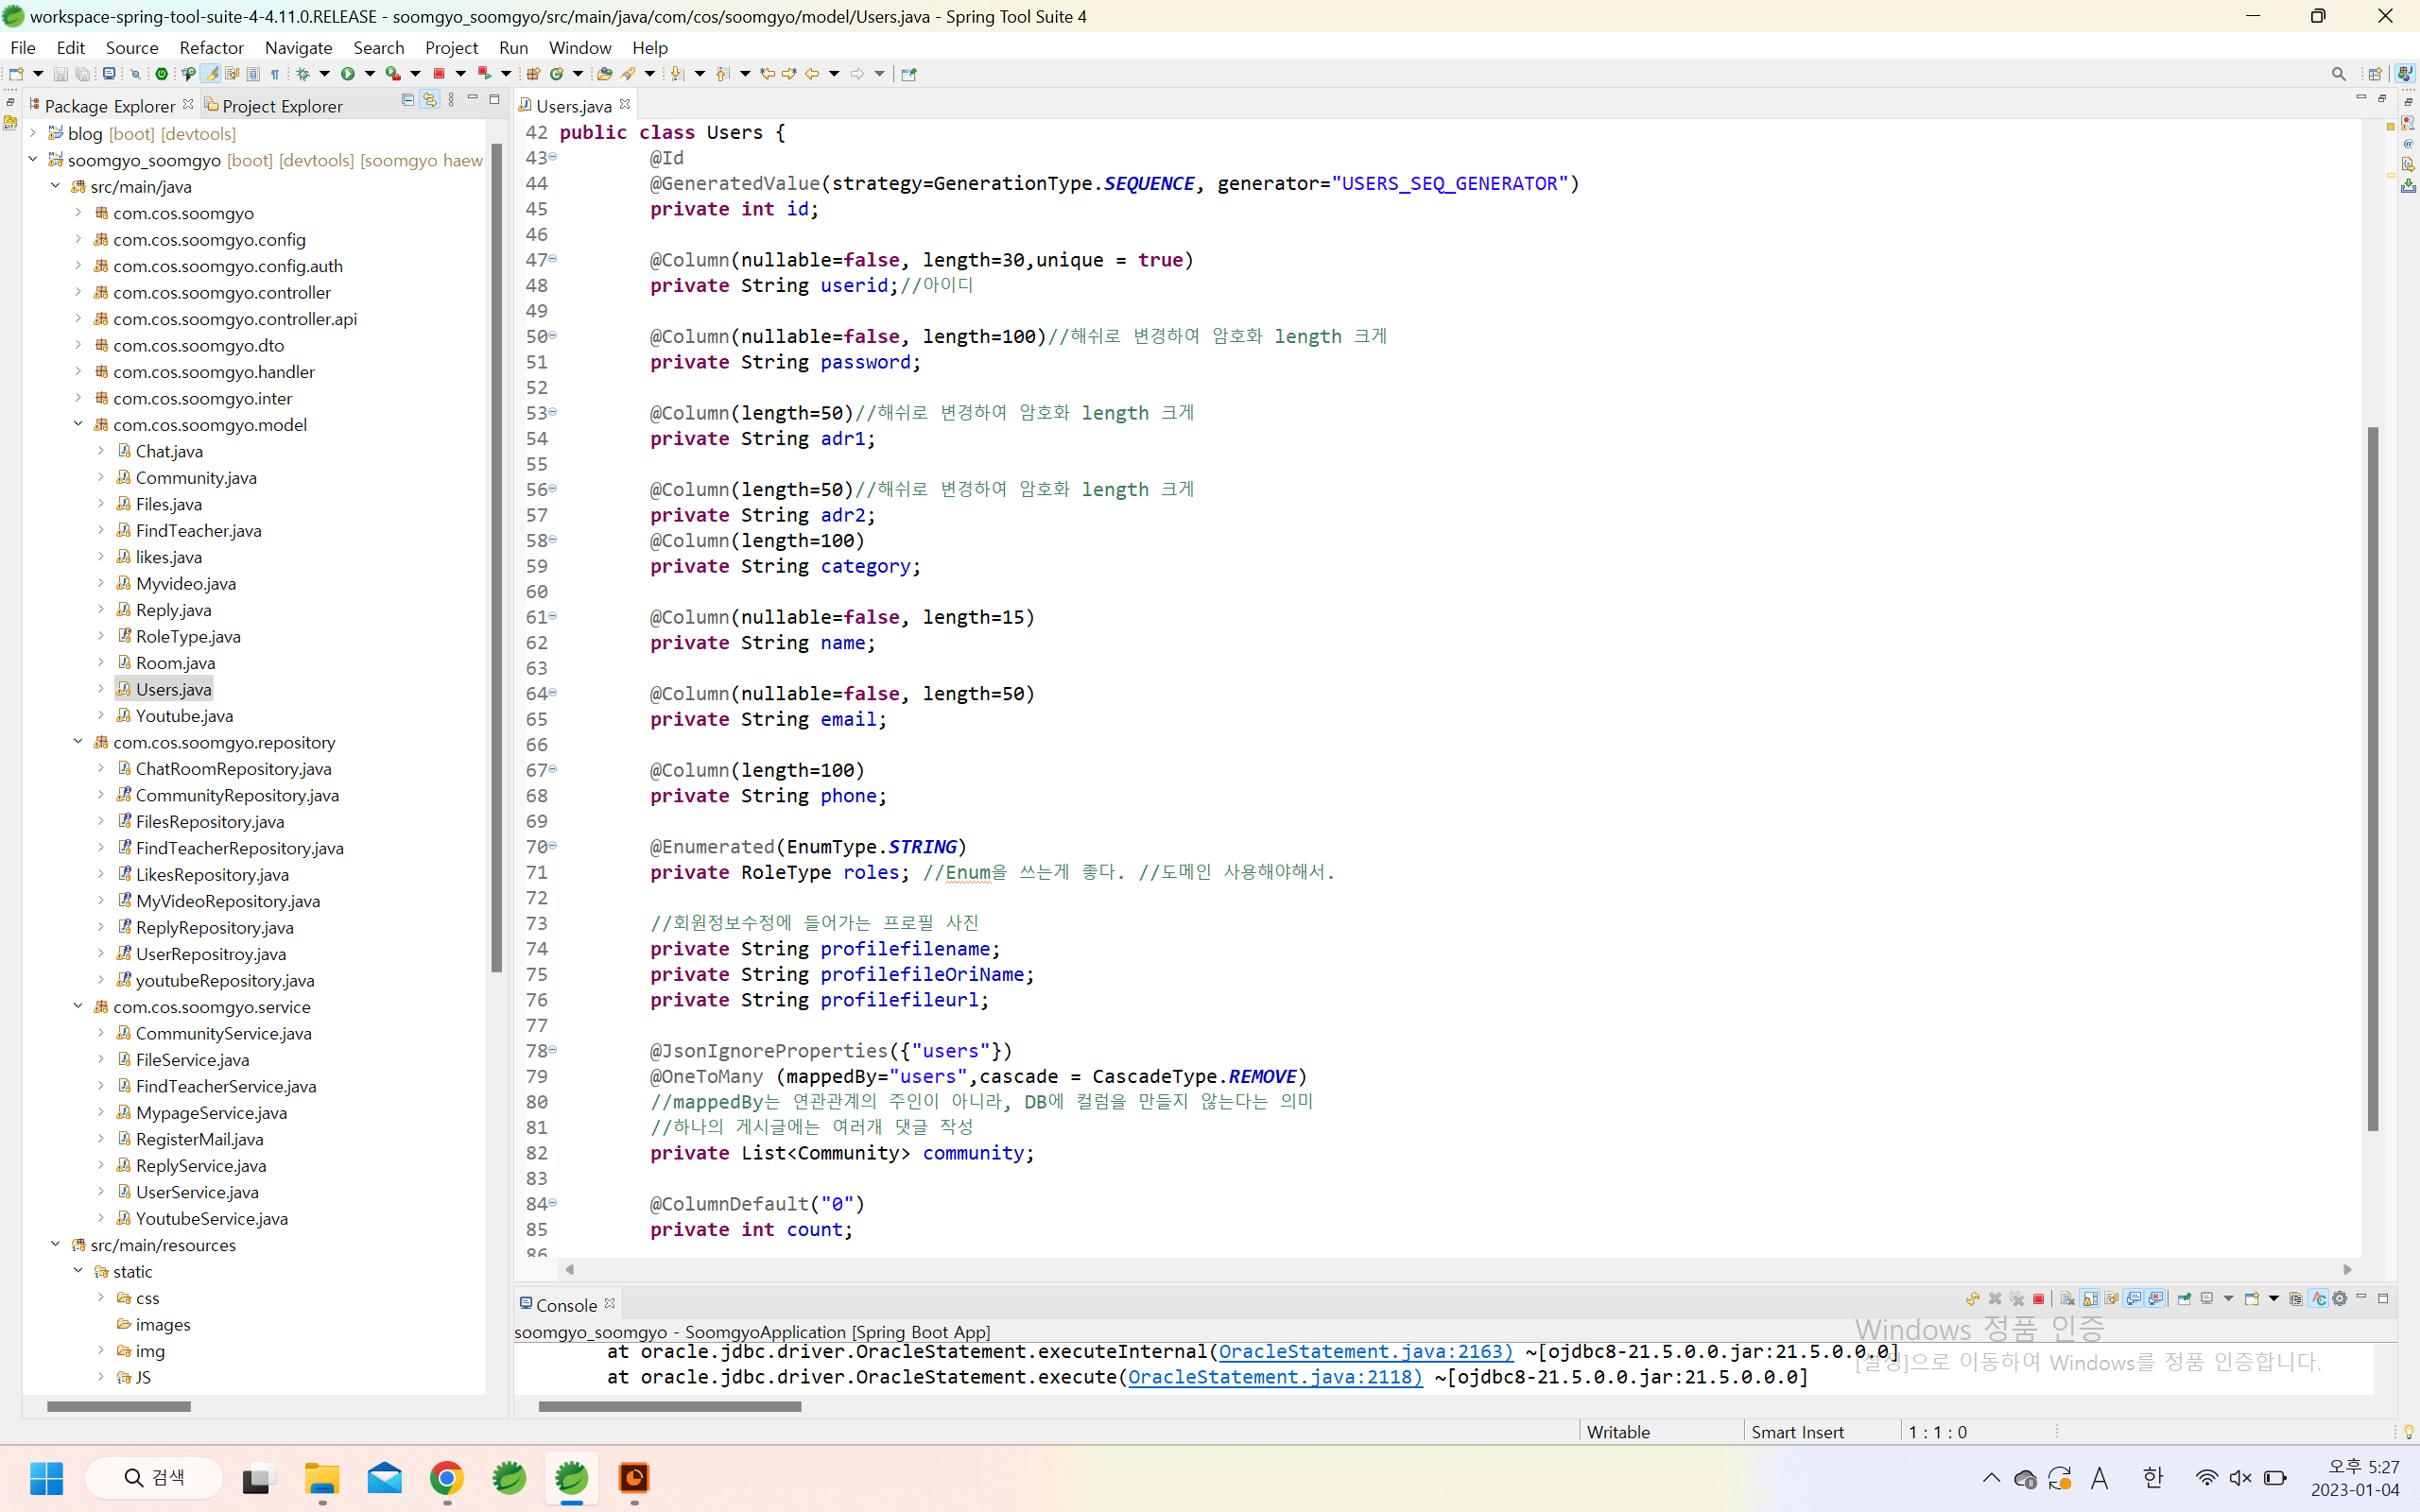 workspace-spring-tool-suite-4-4.11.0.RELEASE - soomgyo_soomgyo/src/main/java/com/cos/soomgyo/model/Users.java - Spring Tool Suite 4
File Edit Source Refactor Navigate Search Project Run Window Help
Package Explorer Project Explorer
blog [boot] [devtools]
soomgyo_soomgyo [boot] [devtools] [soomgyo haew
src/main/java
com.cos.soomgyo
com.cos.soomgyo.config
com.cos.soomgyo.config.auth
com.cos.soomgyo.controller
com.cos.soomgyo.controller.api
com.cos.soomgyo.dto
com.cos.soomgyo.handler
com.cos.soomgyo.inter
com.cos.soomgyo.model
Chat.java
Community.java
Files.java
FindTeacher.java
likes.java
Myvideo.java
Reply.java
RoleType.java
Room.java
Users.java
Youtube.java
com.cos.soomgyo.repository
ChatRoomRepository.java
CommunityRepository.java
FilesRepository.java
FindTeacherRepository.java
LikesRepository.java
MyVideoRepository.java
ReplyRepository.java
UserRepositroy.java
youtubeRepository.java
com.cos.soomgyo.service
CommunityService.java
FileService.java
FindTeacherService.java
MypageService.java
RegisterMail.java
ReplyService.java
UserService.java
YoutubeService.java
src/main/resources
static
css
images
img
JS
Users.java
42 public class Users {
43 @Id
44 @GeneratedValue(strategy=GenerationType.SEQUENCE, generator="USERS_SEQ_GENERATOR")
45 private int id;
46
47 @Column(nullable=false, length=30,unique = true)
48 private String userid;//아이디
49
50 @Column(nullable=false, length=100)//해쉬로 변경하여 암호화 length 크게
51 private String password;
52
53 @Column(length=50)//해쉬로 변경하여 암호화 length 크게
54 private String adr1;
55
56 @Column(length=50)//해쉬로 변경하여 암호화 length 크게
57 private String adr2;
58 @Column(length=100)
59 private String category;
60
61 @Column(nullable=false, length=15)
62 private String name;
63
64 @Column(nullable=false, length=50)
65 private String email;
66
67 @Column(length=100)
68 private String phone;
69
70 @Enumerated(EnumType.STRING)
71 private RoleType roles; //Enum을 쓰는게 좋다. //도메인 사용해야해서.
72
73 //회원정보수정에 들어가는 프로필 사진
74 private String profilefilename;
75 private String profilefileOriName;
76 private String profilefileurl;
77
78 @JsonIgnoreProperties({"users"})
79 @OneToMany (mappedBy="users",cascade = CascadeType.REMOVE)
80 //mappedBy는 연관관계의 주인이 아니라, DB에 컬럼을 만들지 않는다는 의미
81 //하나의 게시글에는 여러개 댓글 작성
82 private List<Community> community;
83
84 @ColumnDefault("0")
85 private int count;
86
Console
soomgyo_soomgyo - SoomgyoApplication [Spring Boot App]
at oracle.jdbc.driver.OracleStatement.executeInternal(OracleStatement.java:2163) ~[ojdbc8-21.5.0.0.jar:21.5.0.0.0]
at oracle.jdbc.driver.OracleStatement.execute(OracleStatement.java:2118) ~[ojdbc8-21.5.0.0.jar:21.5.0.0.0]
Windows 정품 인증
[설정]으로 이동하여 Windows를 정품 인증합니다.
Writable Smart Insert 1 : 1 : 0
검색
A 한
오후 5:27
2023-01-04